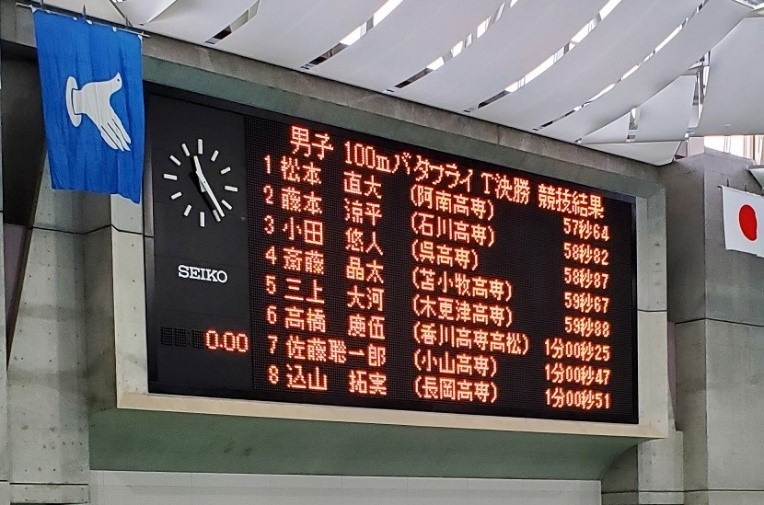 男子 100mバタフライ T決勝 競技結果
1 松本 直大 (阿南高専) 57秒64
2 藤本 涼平 (石川高専) 58秒82
3 小田 悠人 (呉高専) 58秒87
4 斎藤 晶太 (苫小牧高専) 59秒67
5 三上 大河 (木更津高専) 59秒88
6 高橋 慶伍 (香川高専高松) 1分00秒25
7 佐藤聡一郎 (小山高専) 1分00秒47
8 込山 拓実 (長岡高専) 1分00秒51
SEIKO
0.00